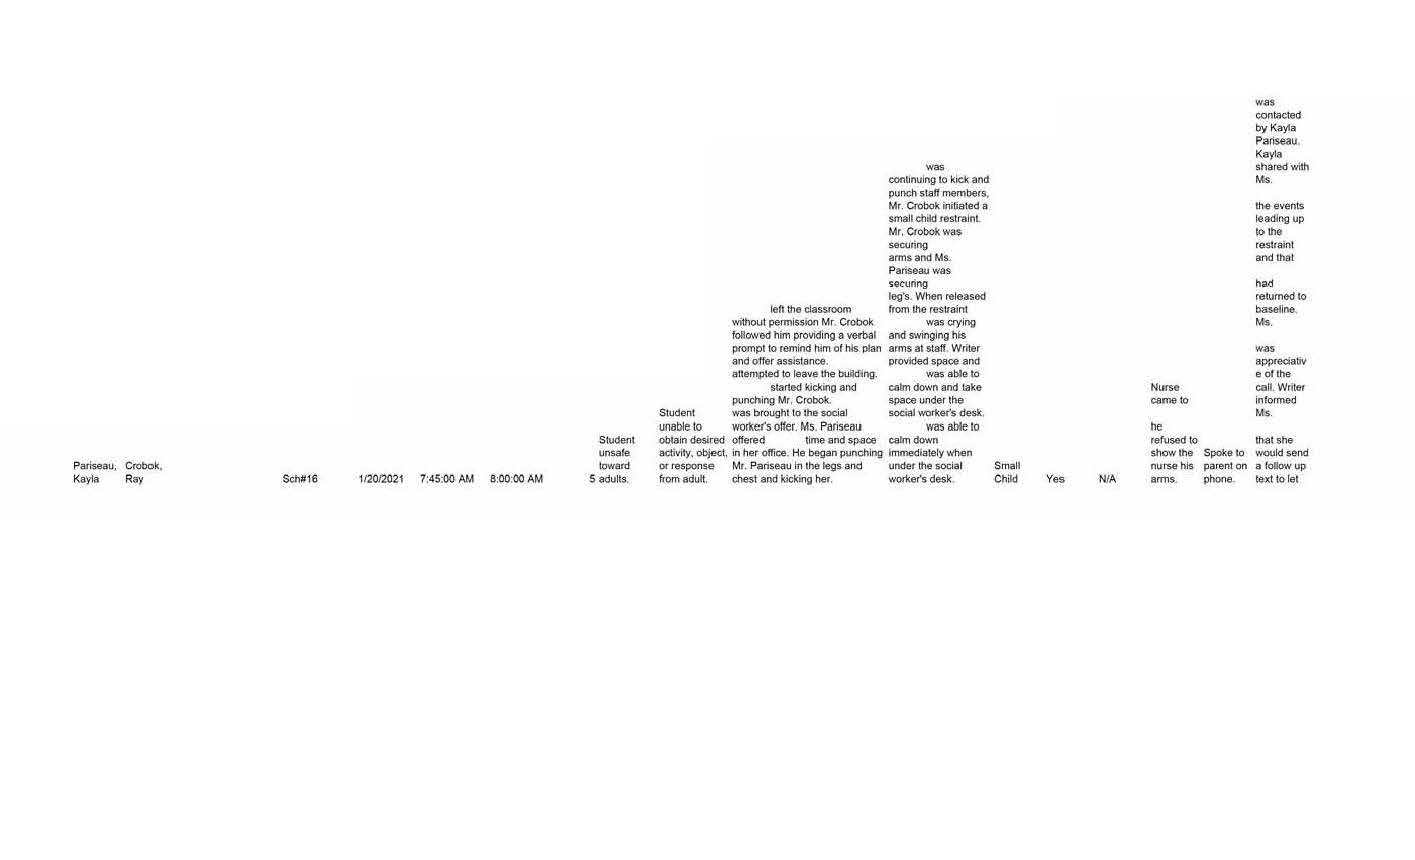 Pariseau,
Kayla
Crobok,
Ray
Sch#16
1/20/2021
7:45:00 AM
8:00:00 AM
5
Student
unsafe
toward
adults.
Student
unable to
obtain desired
activity, object,
or response
from adult.
left the classroom
without permission Mr. Crobok
followed him providing a verbal
prompt to remind him of his plan
and offer assistance.
attempted to leave the building.
started kicking and
punching Mr. Crobok.
was brought to the social
worker's offer. Ms. Pariseau
offered time and space
in her office. He began punching
Mr. Pariseau in the legs and
chest and kicking her.
was
continuing to kick and
punch staff members,
Mr. Crobok initiated a
small child restraint.
Mr. Crobok was
securing
arms and Ms.
Pariseau was
securing
leg's. When released
from the restraint
was crying
and swinging his
arms at staff. Writer
provided space and
was able to
calm down and take
space under the
social worker's desk.
was able to
calm down
immediately when
under the social
worker's desk.
Small
Child
Yes
N/A
Nurse
came to
he
refused to
show the
nurse his
arms.
Spoke to
parent on
phone.
was
contacted
by Kayla
Pariseau.
Kayla
shared with
Ms.
the events
leading up
to the
restraint
and that
had
returned to
baseline.
Ms.
was
appreciativ
e of the
call. Writer
informed
Ms.
that she
would send
a follow up
text to let